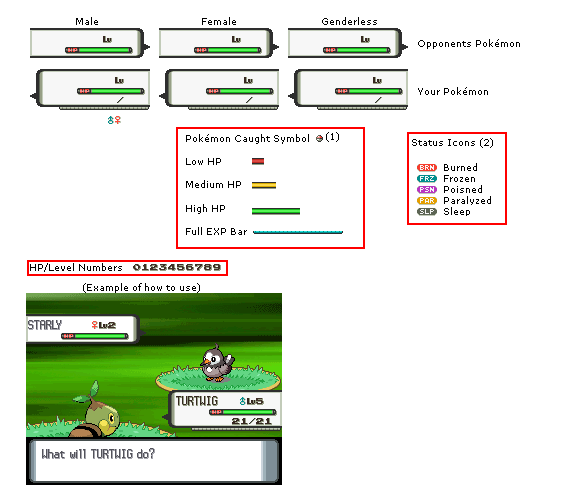 Male Female Genderless
Lv Lv Lv
HP HP HP Opponents Pokémon
Lv Lv Lv
HP HP HP Your Pokémon
/ / /
♂♀
Pokémon Caught Symbol (1)
Low HP
Medium HP
High HP
Full EXP Bar
Status Icons (2)
BRN Burned
FRZ Frozen
PSN Poisned
PAR Paralyzed
SLP Sleep
HP/Level Numbers 0123456789
(Example of how to use)
STARLY ♀Lv2
HP
TURTWIG ♂Lv5
HP
21/21
What will TURTWIG do?